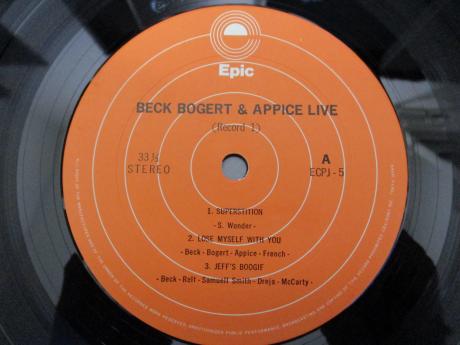 Epic
BECK BOGERT & APPICE LIVE
(Record 1)
33⅓
STEREO
A
ECPJ-5
1. SUPERSTITION
- S. Wonder -
2. LOSE MYSELF WITH YOU
- Beck - Bogert - Appice - French -
3. JEFF'S BOOGIE
- Beck - Relf - Samuell Smith - Dreja - McCarty -